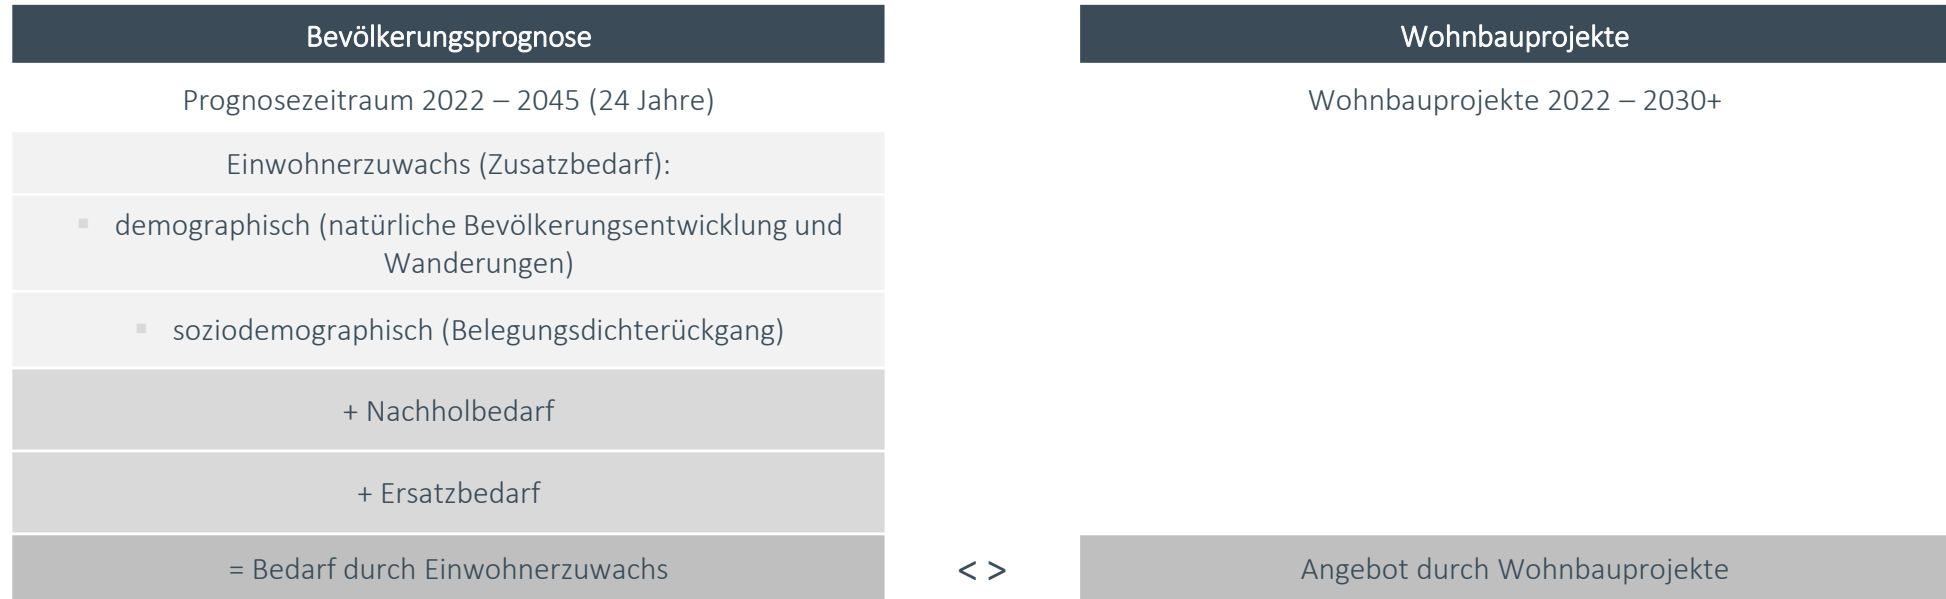 Bevölkerungsprognose
Prognosezeitraum 2022 – 2045 (24 Jahre)
Einwohnerzuwachs (Zusatzbedarf):
▪ demographisch (natürliche Bevölkerungsentwicklung und
Wanderungen)
▪ soziodemographisch (Belegungsdichterückgang)
+ Nachholbedarf
+ Ersatzbedarf
= Bedarf durch Einwohnerzuwachs
< >
Wohnbauprojekte
Wohnbauprojekte 2022 – 2030+
Angebot durch Wohnbauprojekte